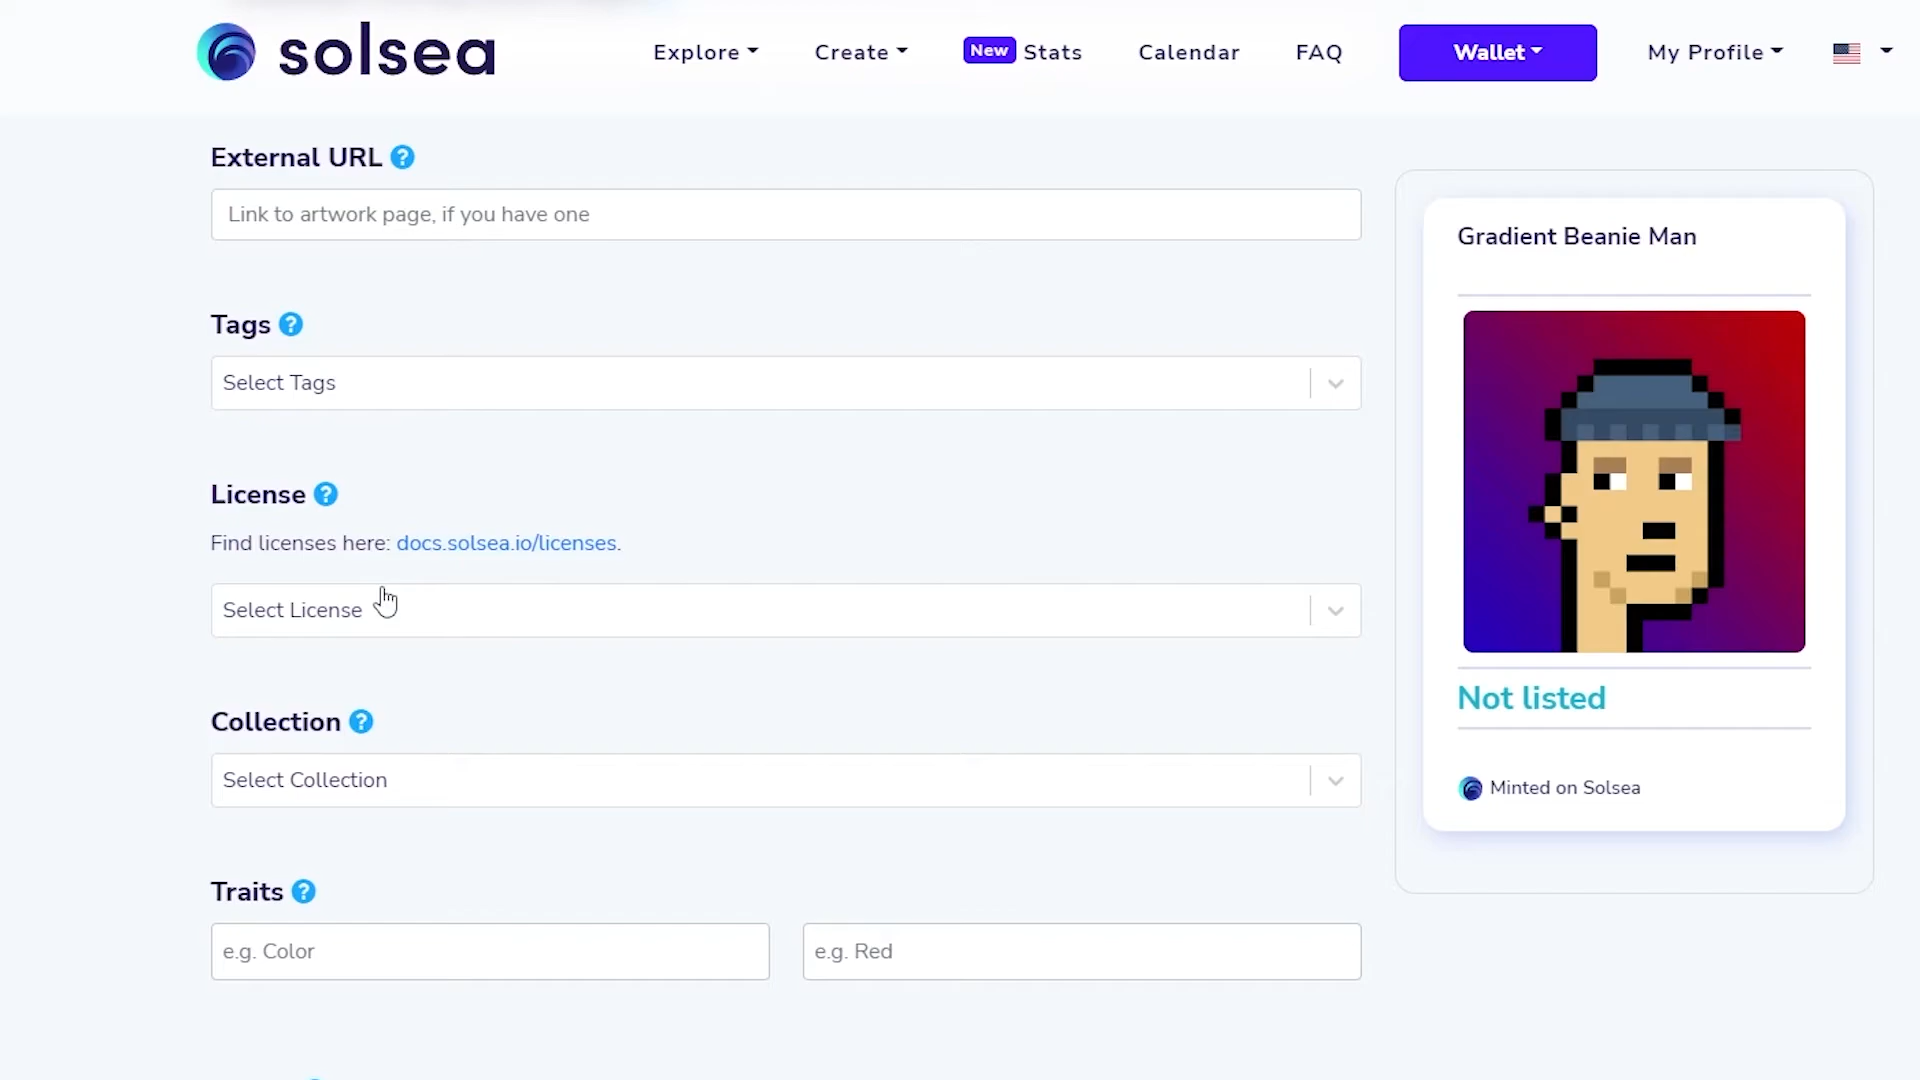 solsea
Explore
Create
New Stats
Calendar
FAQ
Wallet
My Profile
External URL ?
Link to artwork page, if you have one
Tags ?
Select Tags
License ?
Find licenses here: docs.solsea.io/licenses.
Select License
Collection ?
Select Collection
Traits ?
e.g. Color
e.g. Red
Gradient Beanie Man
Not listed
Minted on Solsea